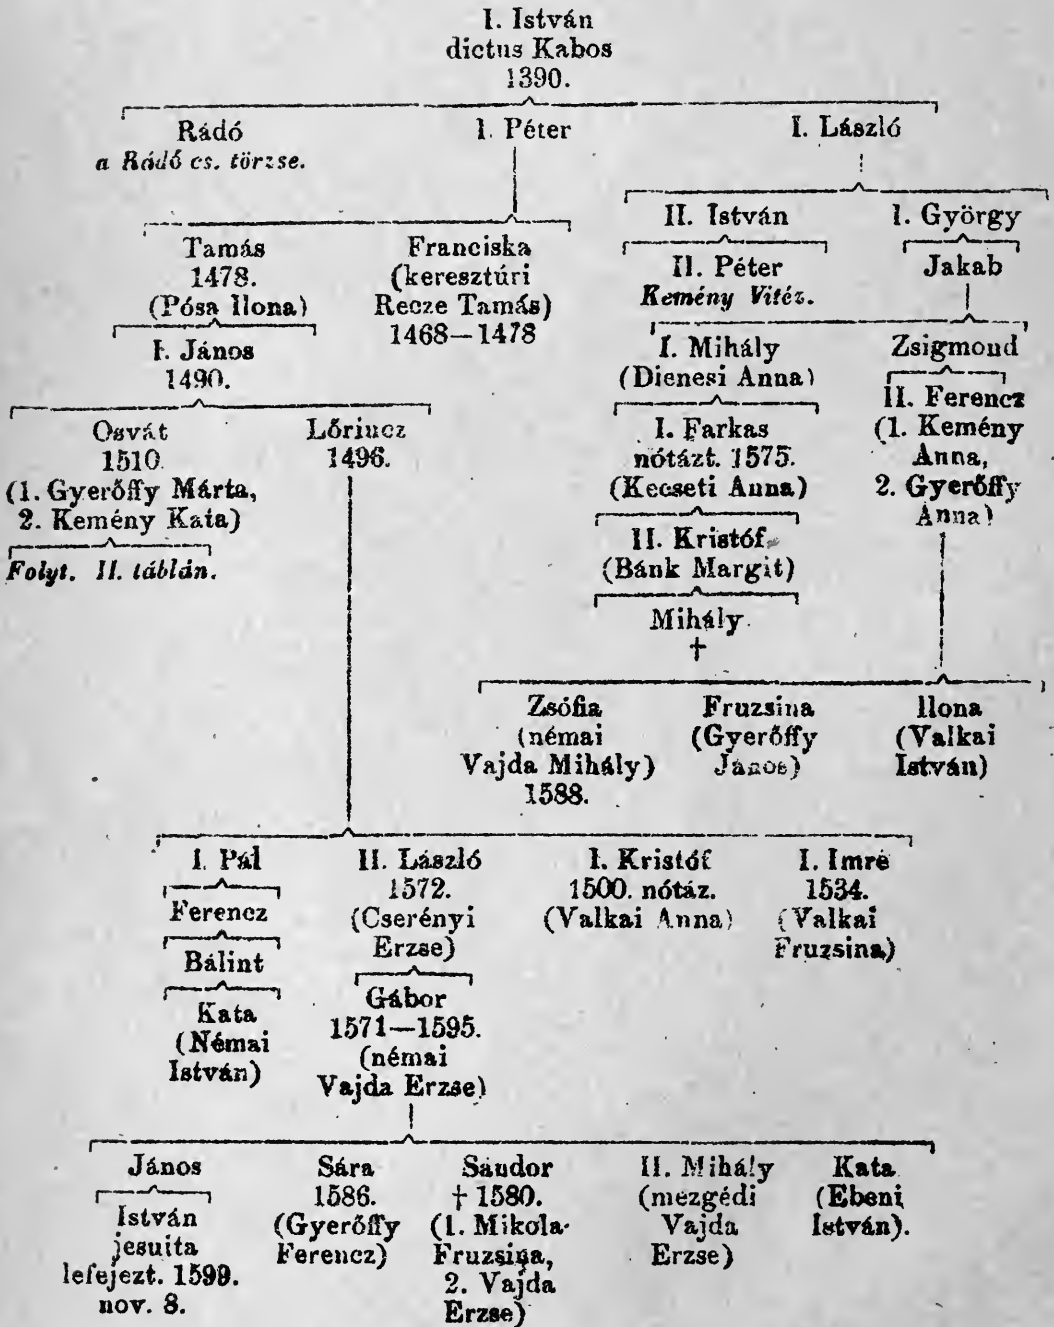 I. István
dictus Kabos
1390.
Rádó
a Rádó cs. törzse.
I. Péter
I. László
Tamás
1478.
(Pósa Ilona)
Franciska
(keresztúri
Recze Tamás)
1468—1478
II. István
I. György
II. Péter
Kemény Vitéz.
Jakab
I. János
1490.
I. Mihály
(Dienesi Anna)
Zsigmond
Osvát
1510.
(1. Gyerőffy Márta,
2. Kemény Kata)
Folyt. II. táblán.
Lőrincz
1496.
I. Farkas
nótázt. 1575.
(Kecseti Anna)
II. Ferencz
(1. Kemény
Anna,
2. Gyerőffy
Anna)
II. Kristóf
(Bánk Margit)
Mihály
†
Zsófia
(némai
Vajda Mihály)
1588.
Fruzsina
(Gyerőffy
János)
Ilona
(Valkai
István)
I. Pál
Ferencz
Bálint
Kata
(Némai
István)
II. László
1572.
(Cserényi
Erzse)
Gábor
1571—1595.
(némai
Vajda Erzse)
I. Kristóf
1500. nótáz.
(Valkai Anna)
I. Imre
1534.
(Valkai
Fruzsina)
János
István
jesuita
lefejezt. 1599.
nov. 8.
Sára
1586.
(Gyerőffy
Ferencz)
Sándor
† 1580.
(1. Mikola
Fruzsina,
2. Vajda
Erzse)
II. Mihály
(mezgédi
Vajda
Erzse)
Kata
(Ebeni
István).